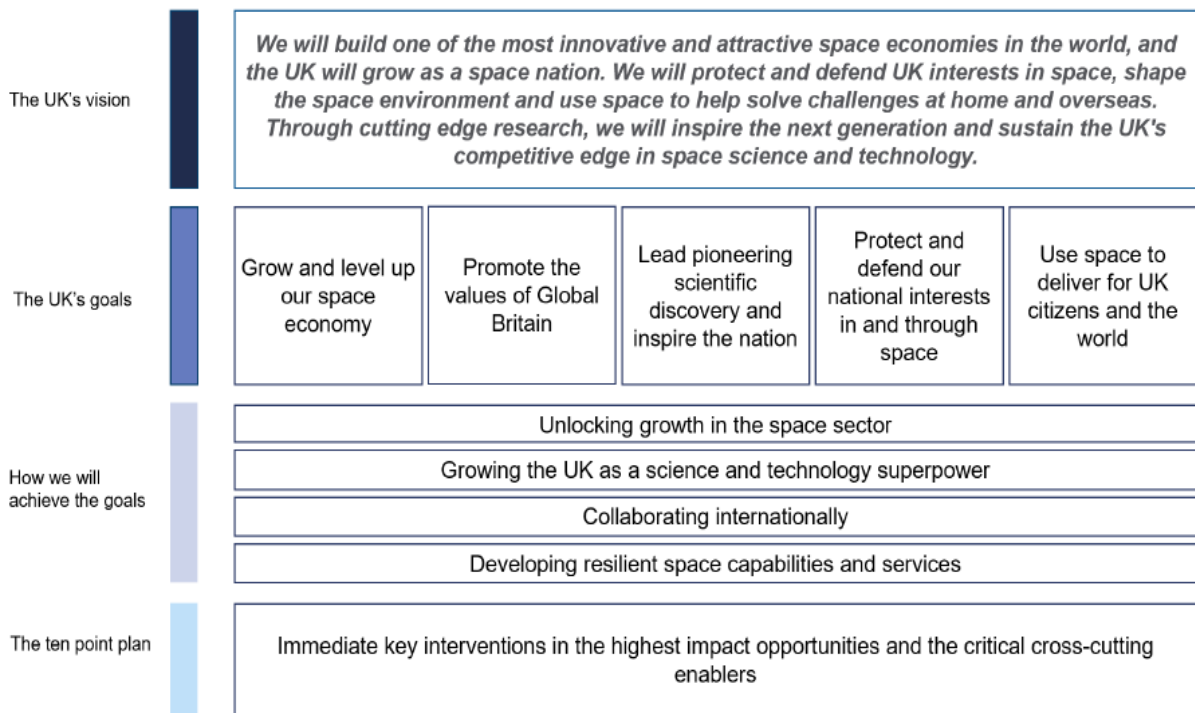 The UK's vision
We will build one of the most innovative and attractive space economies in the world, and
the UK will grow as a space nation. We will protect and defend UK interests in space, shape
the space environment and use space to help solve challenges at home and overseas.
Through cutting edge research, we will inspire the next generation and sustain the UK's
competitive edge in space science and technology.
The UK's goals
Grow and level up
our space
economy
Promote the
values of Global
Britain
Lead pioneering
scientific
discovery and
inspire the nation
Protect and
defend our
national interests
in and through
space
Use space to
deliver for UK
citizens and the
world
How we will
achieve the goals
Unlocking growth in the space sector
Growing the UK as a science and technology superpower
Collaborating internationally
Developing resilient space capabilities and services
The ten point plan
Immediate key interventions in the highest impact opportunities and the critical cross-cutting
enablers